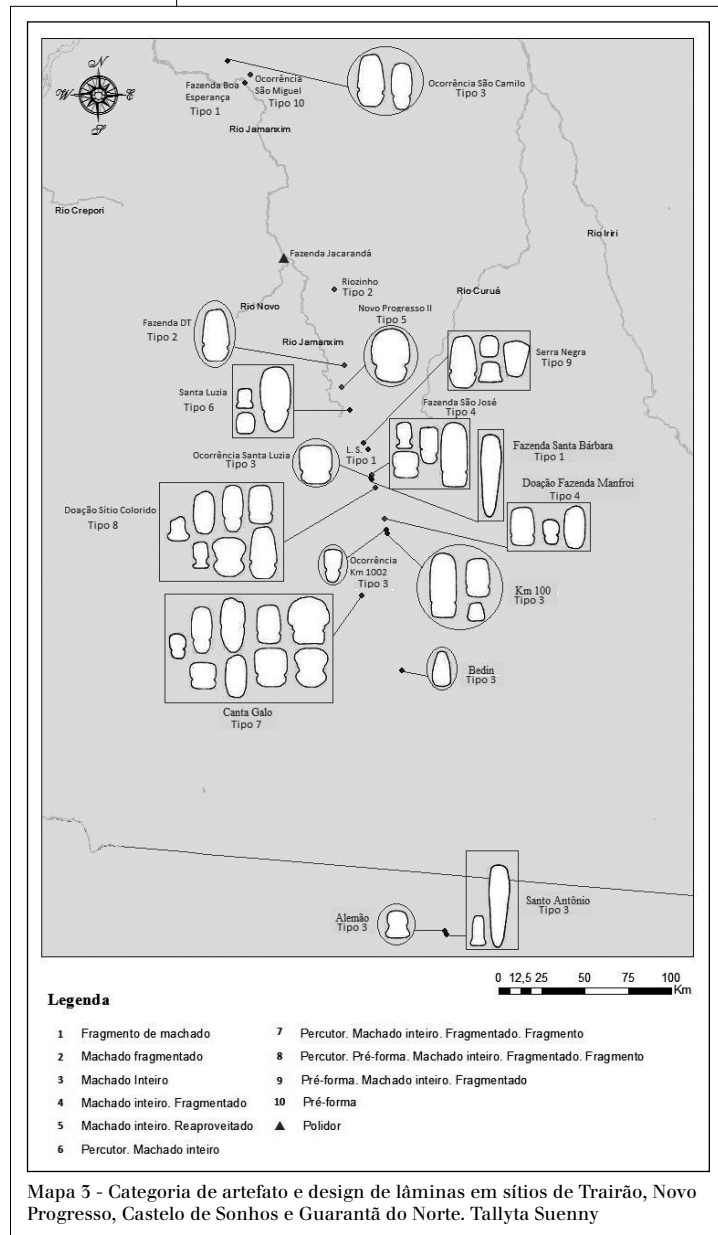 N
W E
S
Fazenda Boa
Esperança
Tipo 1
Ocorrência
São Miguel
Tipo 10
Ocorrência São Camilo
Tipo 3
Rio Jamanxim
Rio Crepori
Rio Iriri
Fazenda Jacarandá
Riozinho
Tipo 2
Rio Curuá
Rio Novo
Novo Progresso II
Tipo 5
Fazenda DT
Tipo 2
Rio Jamanxim
Serra Negra
Tipo 9
Santa Luzia
Tipo 6
Fazenda São José
Tipo 4
L. S.
Tipo 1
Ocorrência Santa Luzia
Tipo 3
Fazenda Santa Bárbara
Tipo 1
Doação Fazenda Manfroi
Tipo 4
Doação Sítio Colorido
Tipo 8
Ocorrência
Km 1002
Tipo 3
Km 100
Tipo 3
Bedin
Tipo 3
Canta Galo
Tipo 7
Santo Antônio
Tipo 3
Alemão
Tipo 3
0 12,5 25 50 75 100
Km
Legenda
1 Fragmento de machado
2 Machado fragmentado
3 Machado Inteiro
4 Machado inteiro. Fragmentado
5 Machado inteiro. Reaproveitado
6 Percutor. Machado inteiro
7 Percutor. Machado inteiro. Fragmentado. Fragmento
8 Percutor. Pré-forma. Machado inteiro. Fragmentado. Fragmento
9 Pré-forma. Machado inteiro. Fragmentado
10 Pré-forma
▲ Polidor
Mapa 3 - Categoria de artefato e design de lâminas em sítios de Trairão, Novo
Progresso, Castelo de Sonhos e Guarantã do Norte. Tallyta Suenny